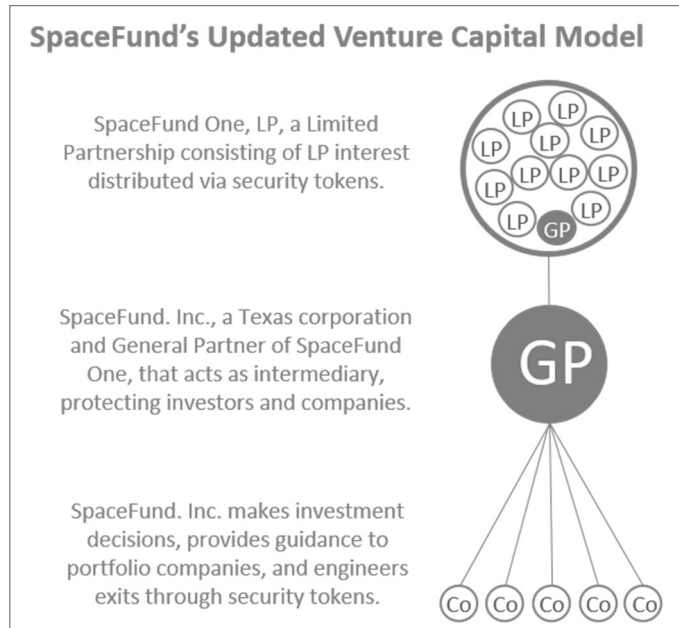 SpaceFund's Updated Venture Capital Model
SpaceFund One, LP, a Limited
Partnership consisting of LP interest
distributed via security tokens.
LP
LP
LP
LP
LP
LP
LP
LP
LP
LP
LP
LP
GP
SpaceFund. Inc., a Texas corporation
and General Partner of SpaceFund
One, that acts as intermediary,
protecting investors and companies.
GP
SpaceFund. Inc. makes investment
decisions, provides guidance to
portfolio companies, and engineers
exits through security tokens.
Co Co Co Co Co